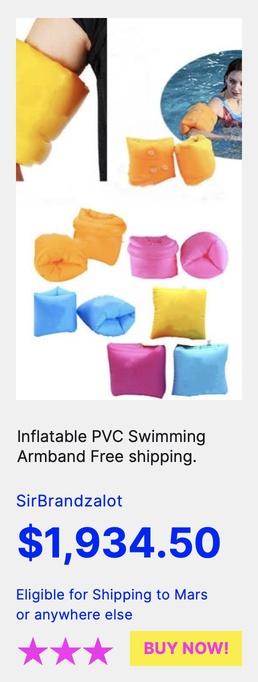 Inflatable PVC Swimming
Armband Free shipping.
SirBrandzalot
$1,934.50
Eligible for Shipping to Mars
or anywhere else
BUY NOW!